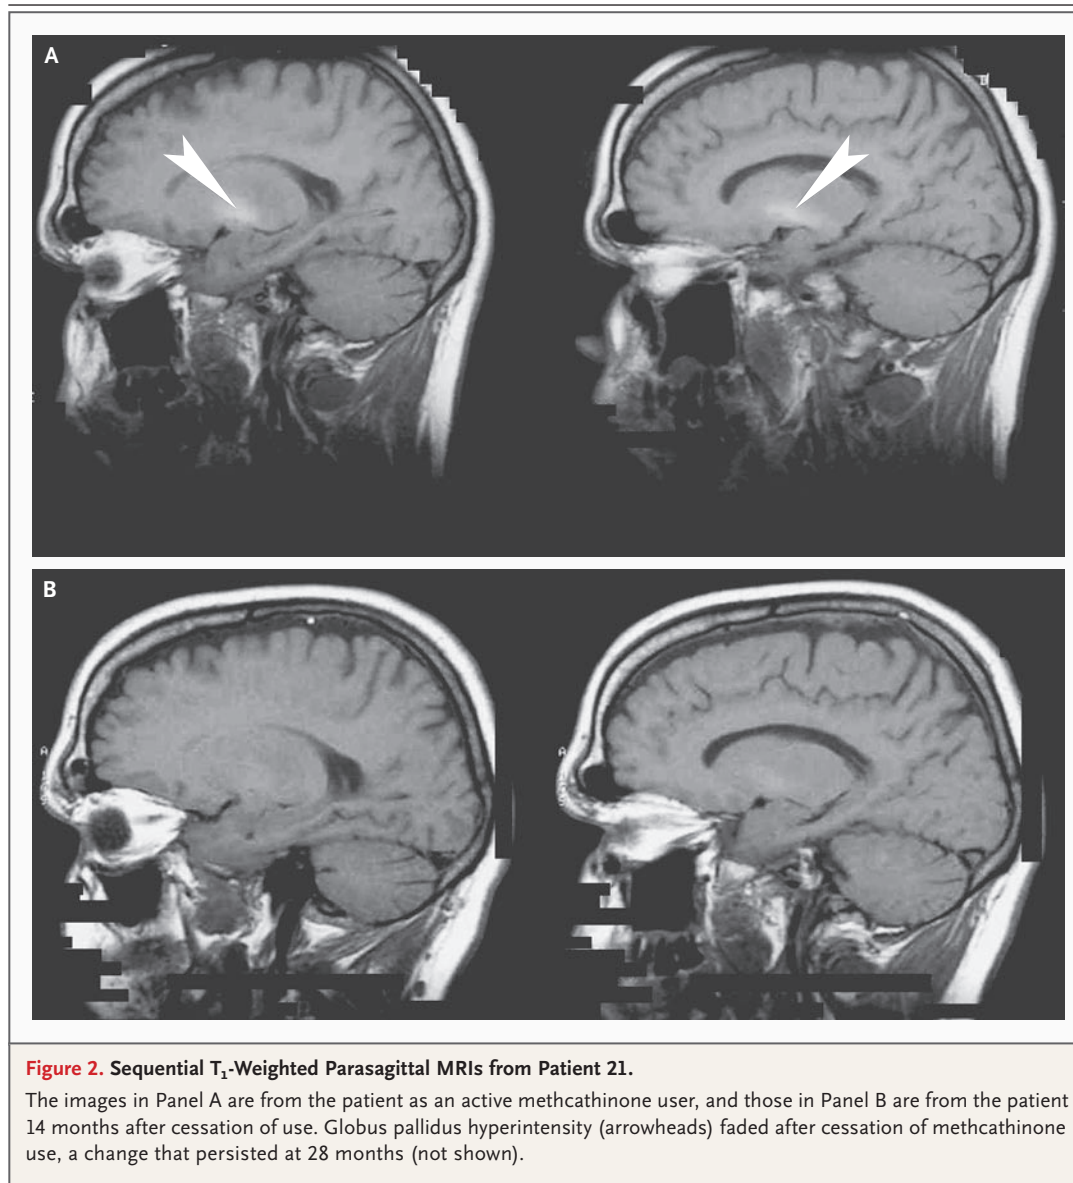 A
B
A
A
Figure 2. Sequential T1-Weighted Parasagittal MRIs from Patient 21.
The images in Panel A are from the patient as an active methcathinone user, and those in Panel B are from the patient
14 months after cessation of use. Globus pallidus hyperintensity (arrowheads) faded after cessation of methcathinone
use, a change that persisted at 28 months (not shown).